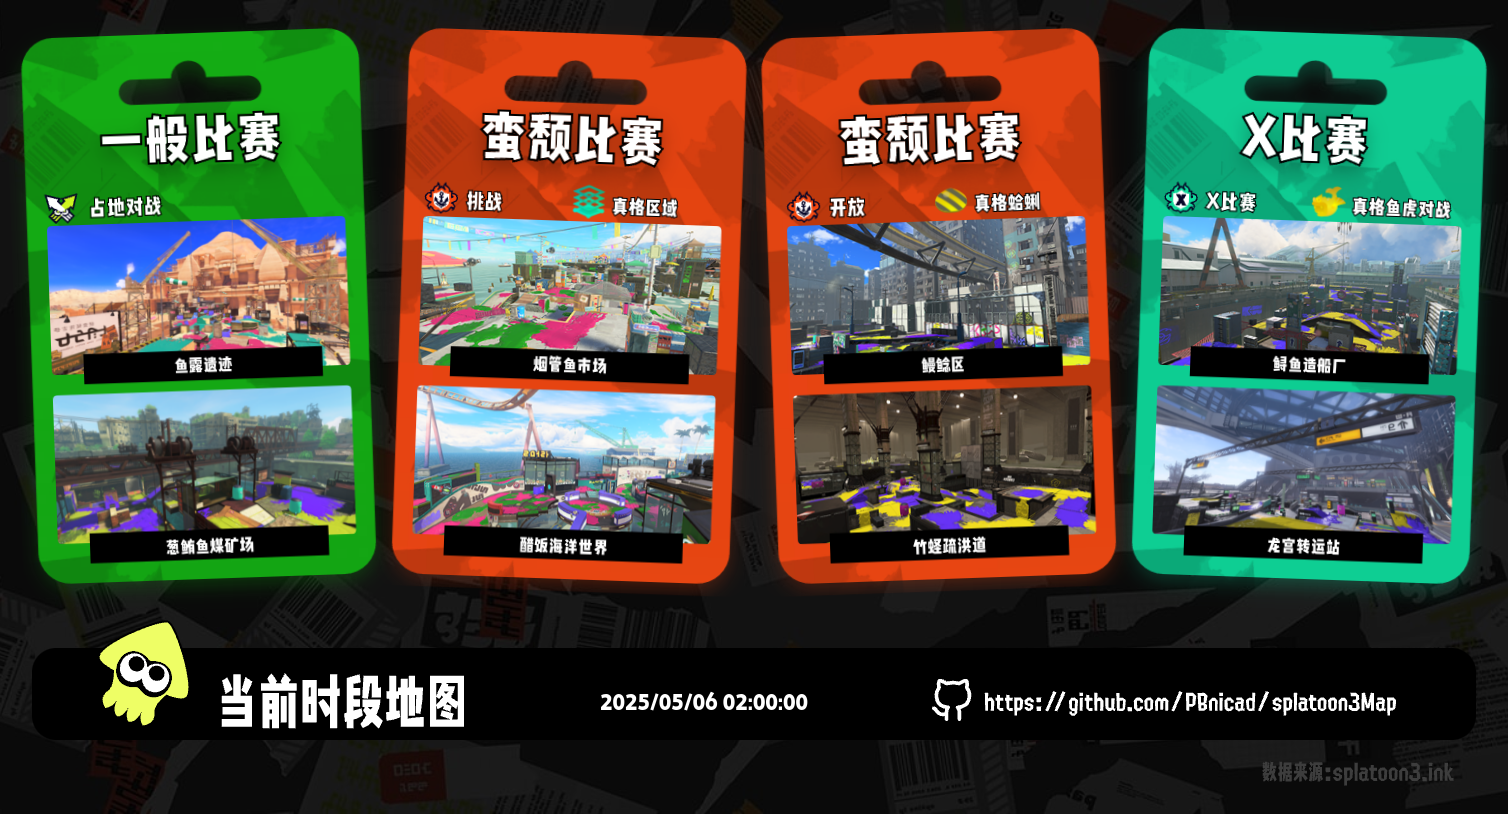 一般比赛
占地对战
鱼露遗迹
葱鲔鱼煤矿场
蛮颓比赛
挑战
真格区域
烟管鱼市场
醋饭海洋世界
蛮颓比赛
开放
真格蛤蜊
鳗鲶区
竹蛏疏洪道
X比赛
X比赛
真格鱼虎对战
鲟鱼造船厂
龙宫转运站
当前时段地图
2025/05/06 02:00:00
https://github.com/PBnicad/splatoon3Map
数据来源:splatoon3.ink